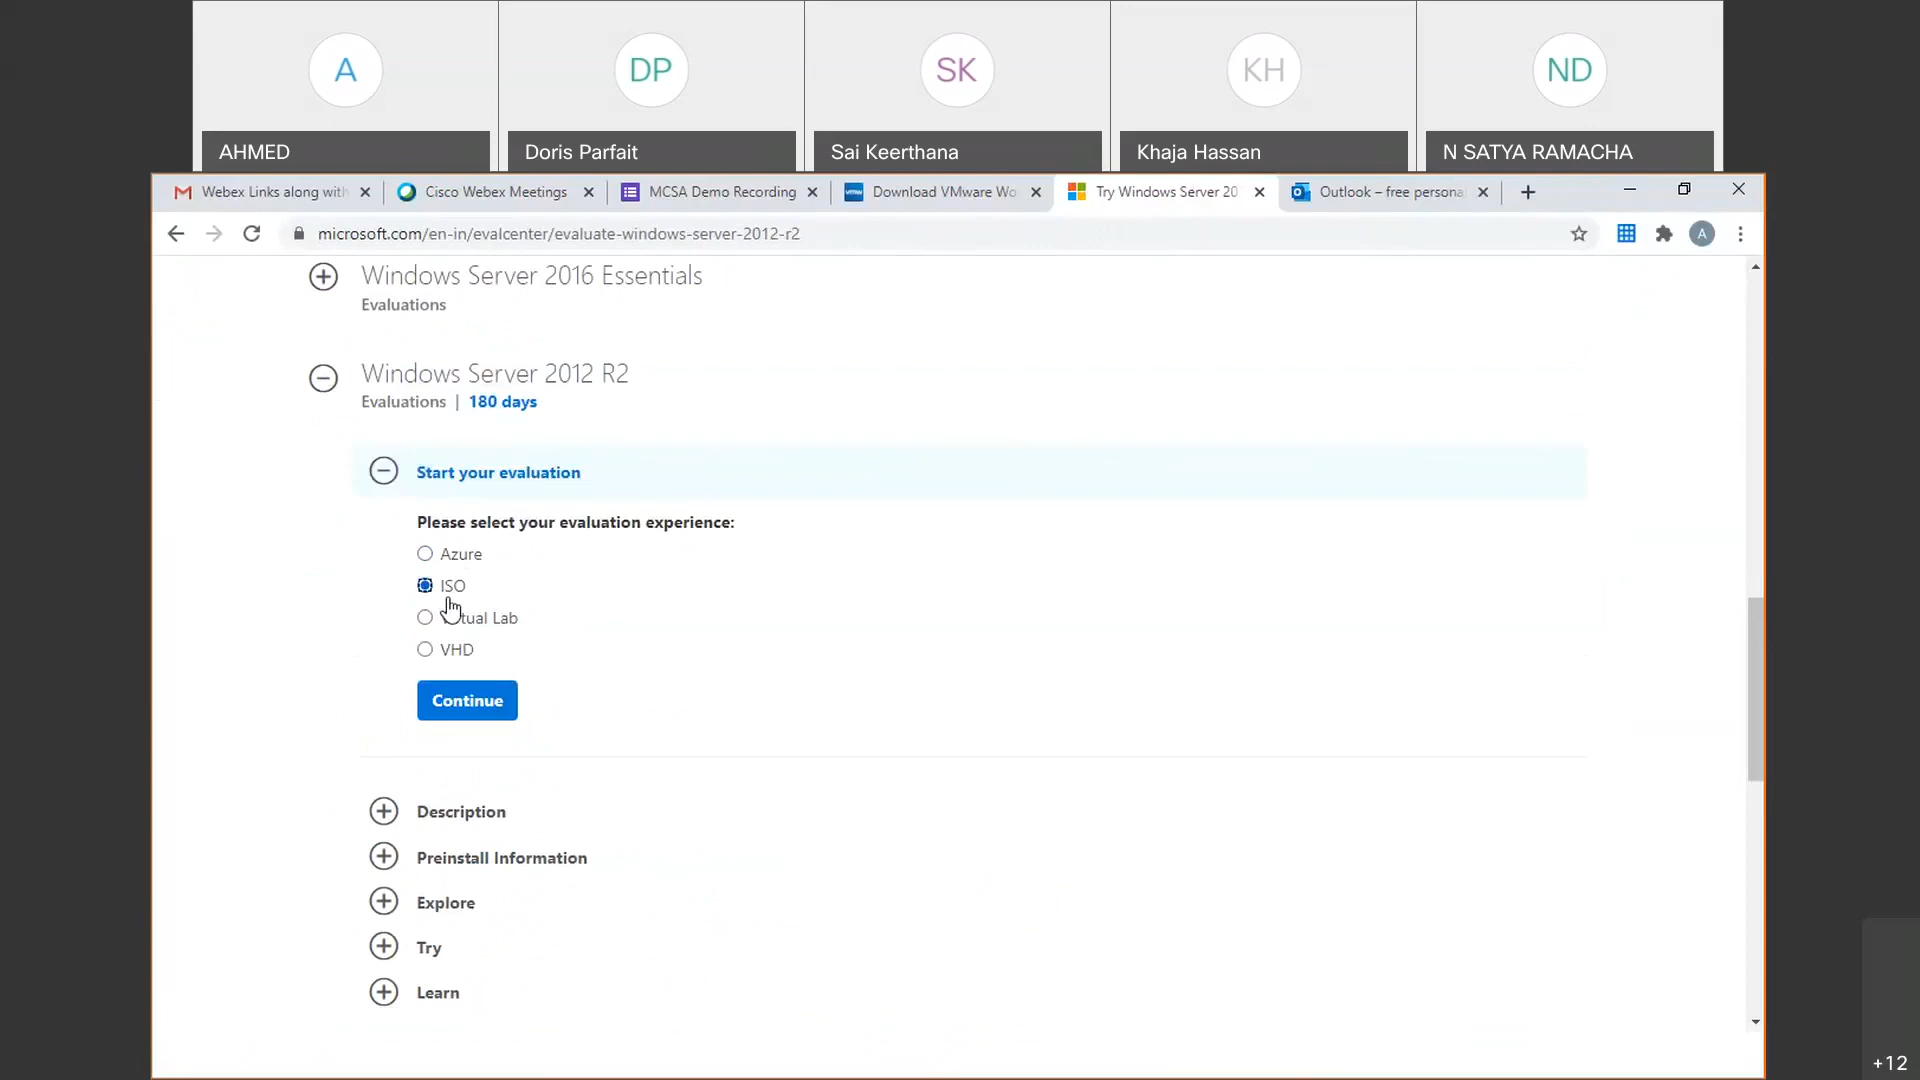 A
DP
SK
KH
ND
AHMED
Doris Parfait
Sai Keerthana
Khaja Hassan
N SATYA RAMACHA
Webex Links along with
Cisco Webex Meetings
MCSA Demo Recording
Download VMware Wo
Try Windows Server 20
Outlook – free persona
microsoft.com/en-in/evalcenter/evaluate-windows-server-2012-r2
A
Windows Server 2016 Essentials
Evaluations
Windows Server 2012 R2
Evaluations | 180 days
Start your evaluation
Please select your evaluation experience:
Azure
ISO
tual Lab
VHD
Continue
Description
Preinstall Information
Explore
Try
Learn
+12